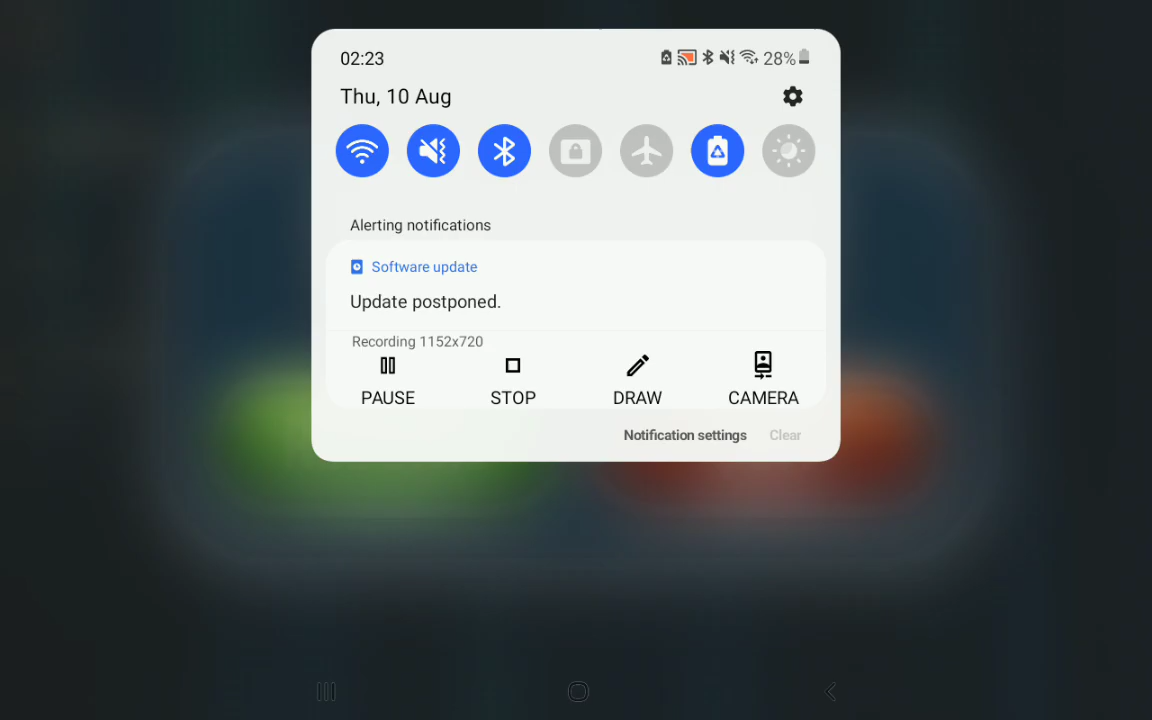 02:23
28%
Thu, 10 Aug
Alerting notifications
Software update
Update postponed.
Recording 1152x720
PAUSE STOP DRAW CAMERA
Notification settings Clear